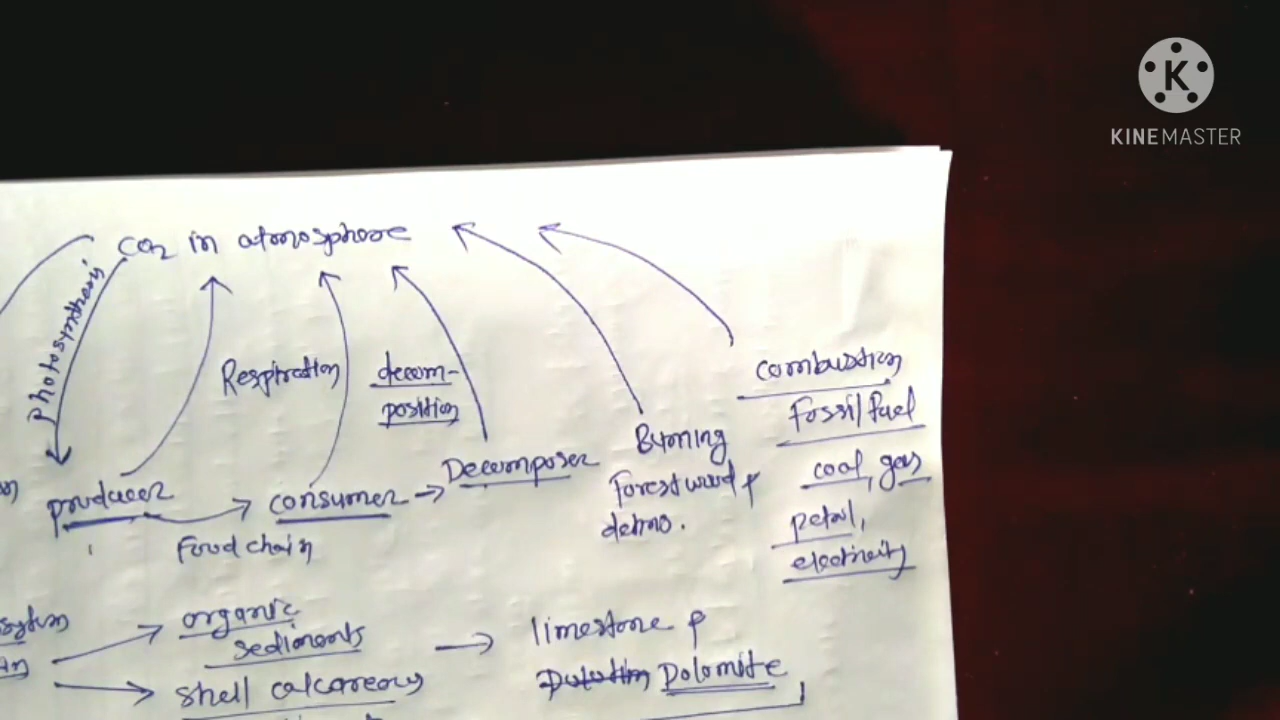 K
KINEMASTER
CO2 in atmosphere
Photosynthesis
Respiration
decom-
position
combustion
Fossil fuel
coal, gas
petrol,
electricity
Burning
Forest wood &
debris.
Decomposer
consumer
producer
Food chain
organic
sediments
limestone &
Dolomite
shell calcareous